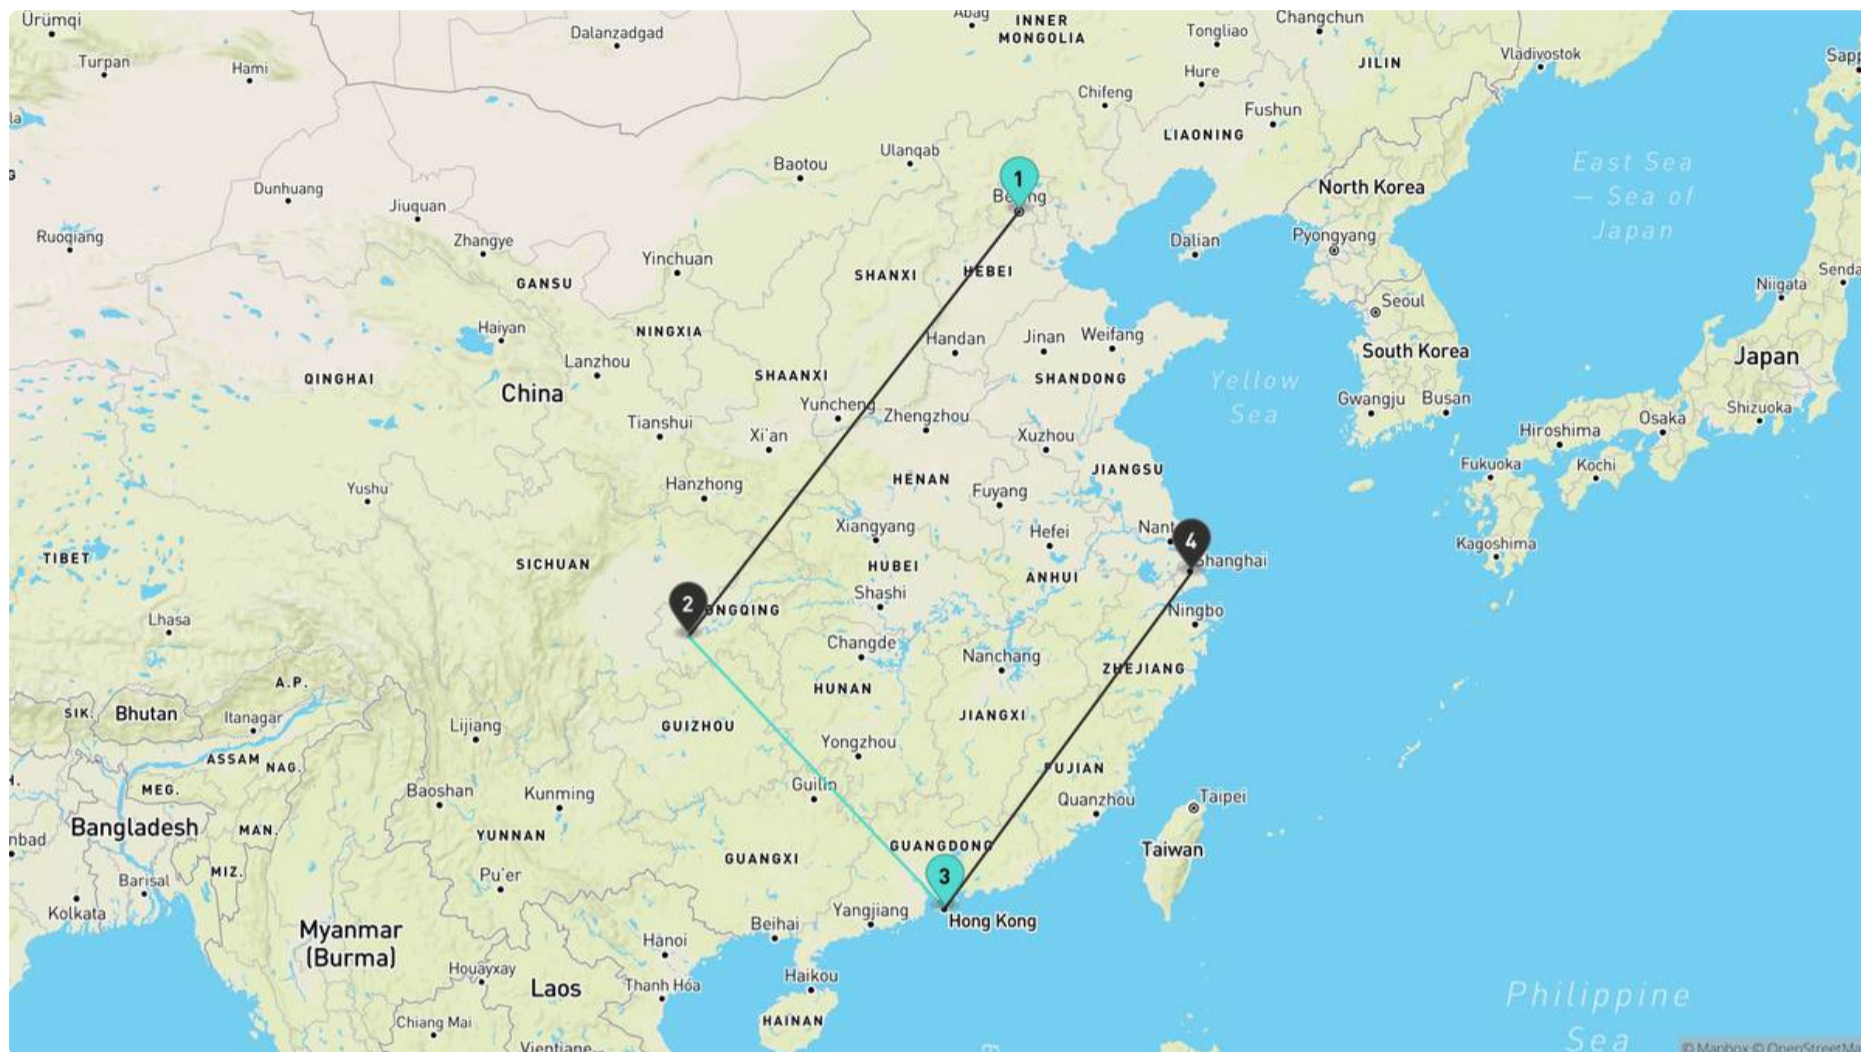 Ürümqi
Dalanzadgad
Abag
INNER
MONGOLIA
Tongliao
Changchun
Turpan
Hami
Vladivostok
JILIN
Hure
Chifeng
Fushun
LIAONING
Ulanqab
Baotou
1
North Korea
East Sea
— Sea of
Japan
Dunhuang
Jiuquan
Ruoqiang
Zhangye
Dalian
Pyongyang
Yinchuan
SHANXI
HEBEI
GANSU
Niigata
Seoul
Haiyan
NINGXIA
Handan
Jinan
Weifang
South Korea
Japan
Lanzhou
QINGHAI
SHAANXI
SHANDONG
Yellow
Sea
China
Yuncheng
Zhengzhou
Gwangju
Busan
Shizuoka
Osaka
Tianshui
Xi'an
Xuzhou
Hiroshima
JIANGSU
Fukuoka
Kochi
HENAN
Hanzhong
Fuyang
Yushu
Xiangyang
Hefei
Nant
4
Kagoshima
TIBET
SICHUAN
HUBEI
Shanghai
ANHUI
Shashi
2
ONGQING
Ningbo
Lhasa
Changde
Nanchang
ZHEJIANG
A.P.
HUNAN
SIK.
Bhutan
Itanagar
Lijiang
GUIZHOU
JIANGXI
Yongzhou
ASSAM
NAG.
FUJIAN
MEG.
Baoshan
Kunming
Guilin
Quanzhou
Taipei
Bangladesh
MAN.
YUNNAN
nbad
GUANGDONG
Taiwan
GUANGXI
MIZ.
Pu'er
3
Barisal
Kolkata
Yangjiang
Hong Kong
Beihai
Myanmar
(Burma)
Hanoi
Houayxay
Laos
Thanh Hóa
Haikou
Philippine
Sea
Chiang Mai
HAINAN
Vientiane
© Mapbox © OpenStreetMa